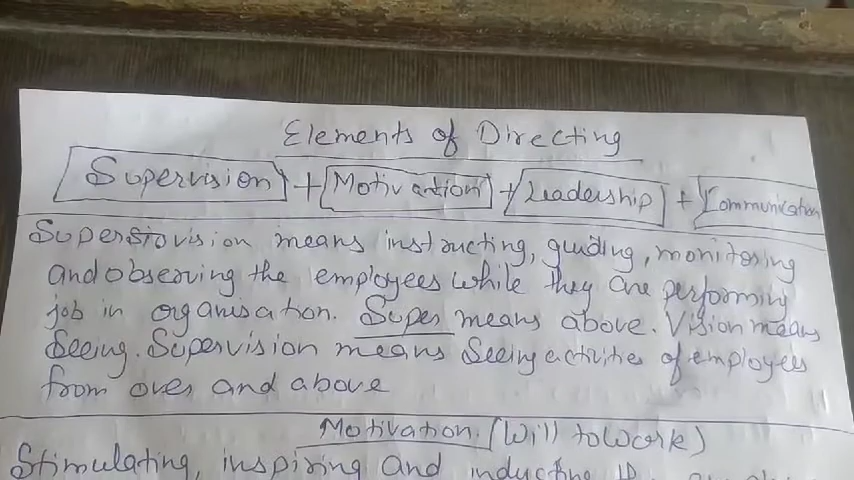 Elements of Directing
Supervision + Motivation + Leadership + Communication
Superstovision means instructing, guiding, monitoring
and observing the employees while they are performing
job in organisation. Super means above. Vision means
Seeing. Supervision means Seeing activities of employees
from over and above
Motivation. (Will to Work)
Stimulating, inspiring and inducting